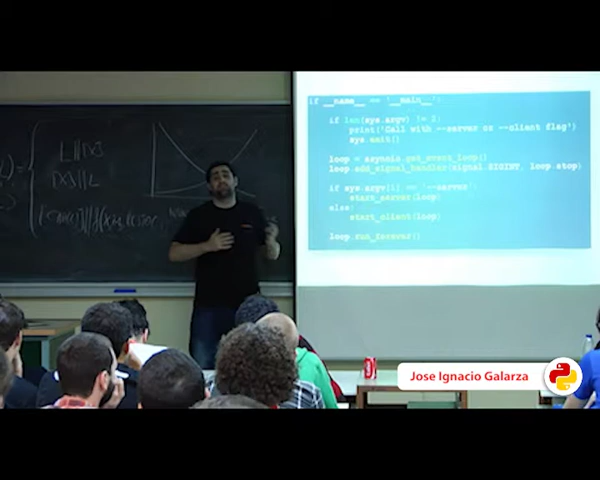 if __name__ == '__main__':
if len(sys.argv) != 2:
print('Call with --server or --client flag')
sys.exit()
loop = asyncio.get_event_loop()
loop.add_signal_handler(signal.SIGINT, loop.stop)
if sys.argv[1] == '--server':
start_server(loop)
else:
start_client(loop)
loop.run_forever()
Jose Ignacio Galarza